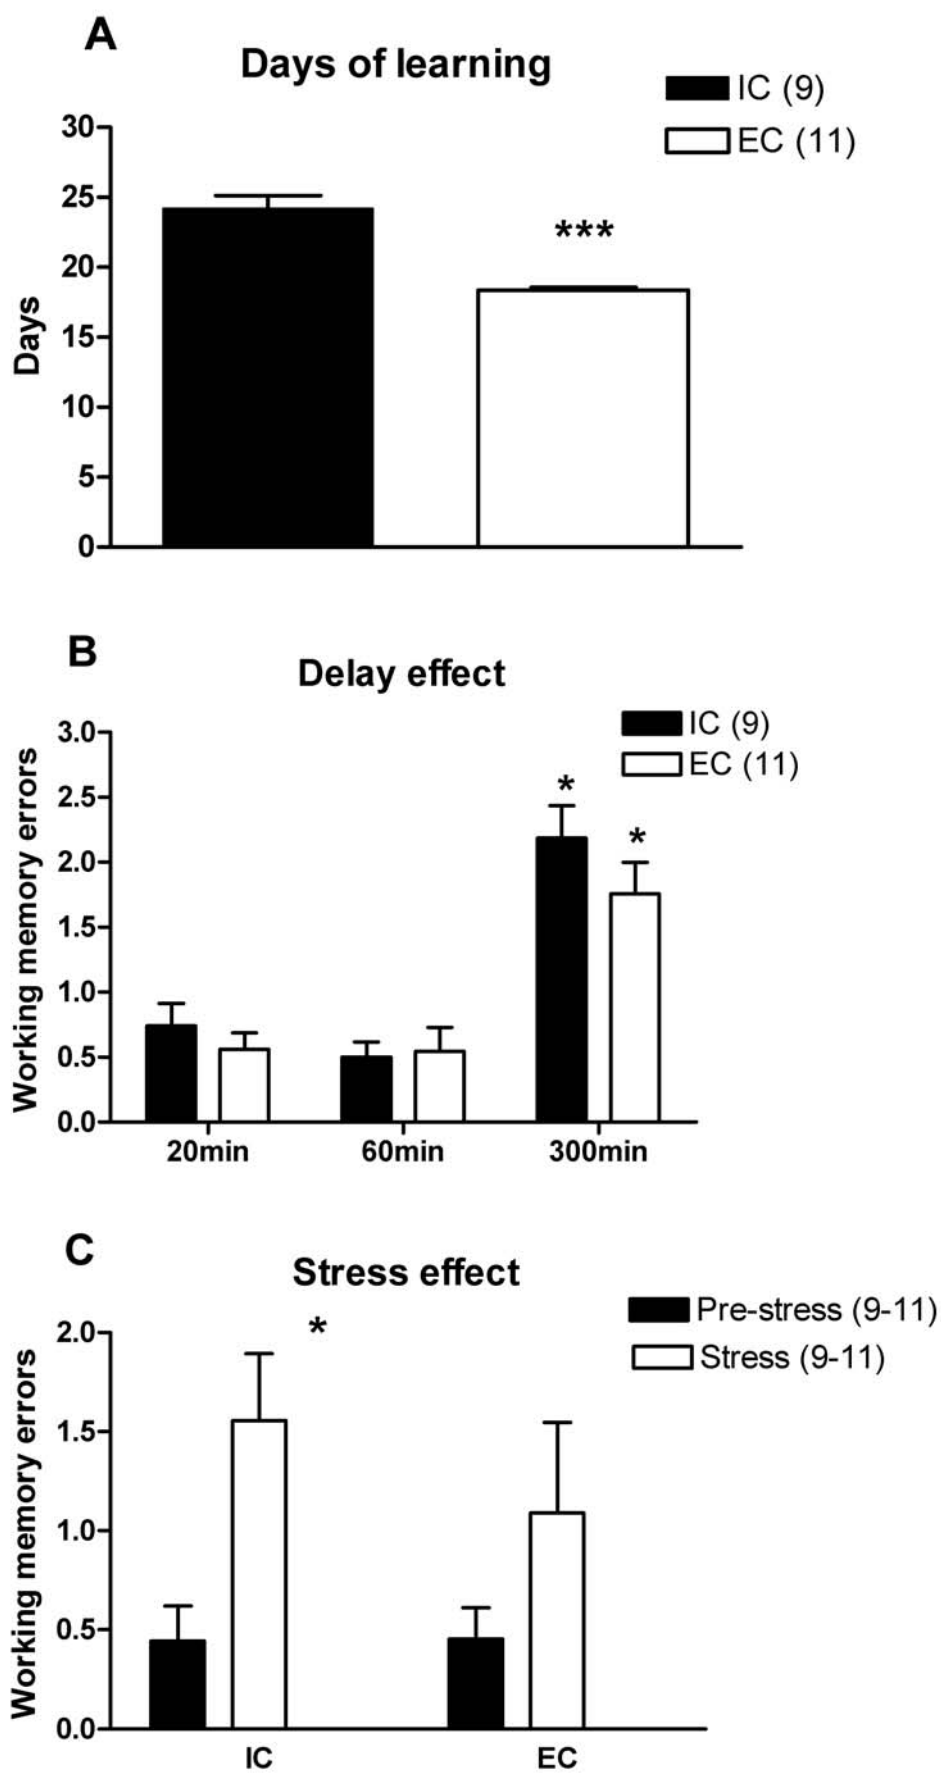 A
Days of learning
IC (9)
EC (11)
30
25
20
15
10
5
0
Days
***
B
Delay effect
IC (9)
EC (11)
3.0
2.5
2.0
1.5
1.0
0.5
0.0
Working memory errors
*
*
20min
60min
300min
C
Stress effect
Pre-stress (9-11)
Stress (9-11)
2.0
1.5
1.0
0.5
0.0
Working memory errors
*
IC
EC